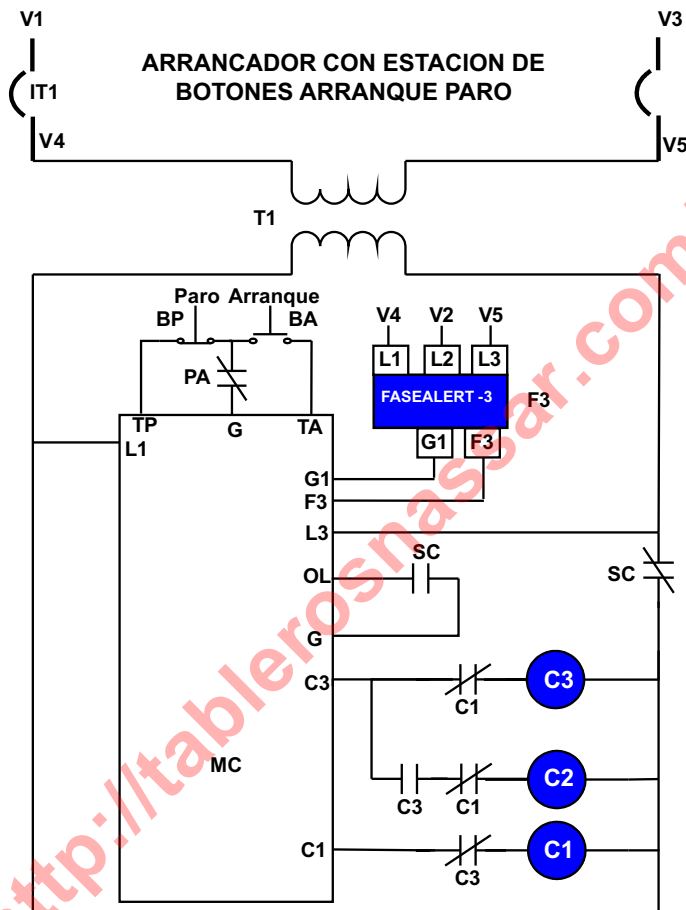 V1
V3
ARRANCADOR CON ESTACION DE
BOTONES ARRANQUE PARO
IT1
V4
V5
T1
Paro Arranque
BP
BA
V4 V2 V5
PA
L1 L2 L3
FASEALERT -3
F3
TP
G
TA
L1
G1 F3
G1
F3
L3
SC
OL
SC
G
C3
C3
C1
MC
C2
C3
C1
C1
C1
C3
http://tablerosnassar.com